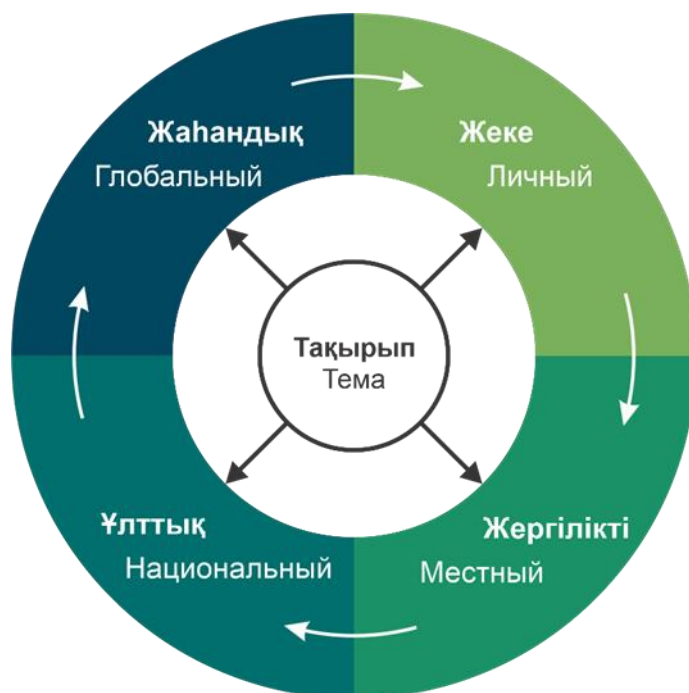 Жаһандық
Глобальный
Жеке
Личный
Тақырып
Тема
Ұлттық
Национальный
Жергілікті
Местный